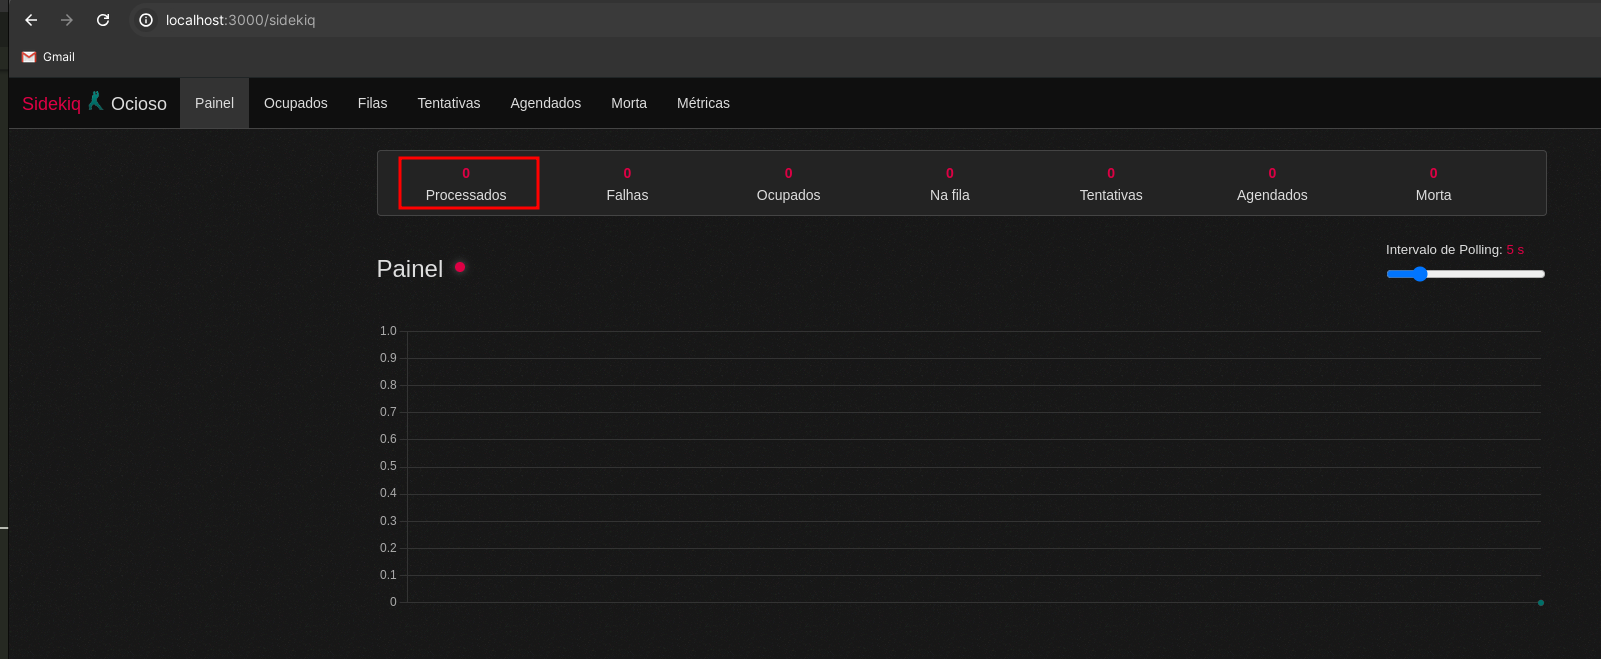 localhost:3000/sidekiq
Gmail
Sidekiq Ocioso Painel Ocupados Filas Tentativas Agendados Morta Métricas
0 0 0 0 0 0 0
Processados Falhas Ocupados Na fila Tentativas Agendados Morta
Intervalo de Polling: 5 s
Painel
1.0
0.9
0.8
0.7
0.6
0.5
0.4
0.3
0.2
0.1
0